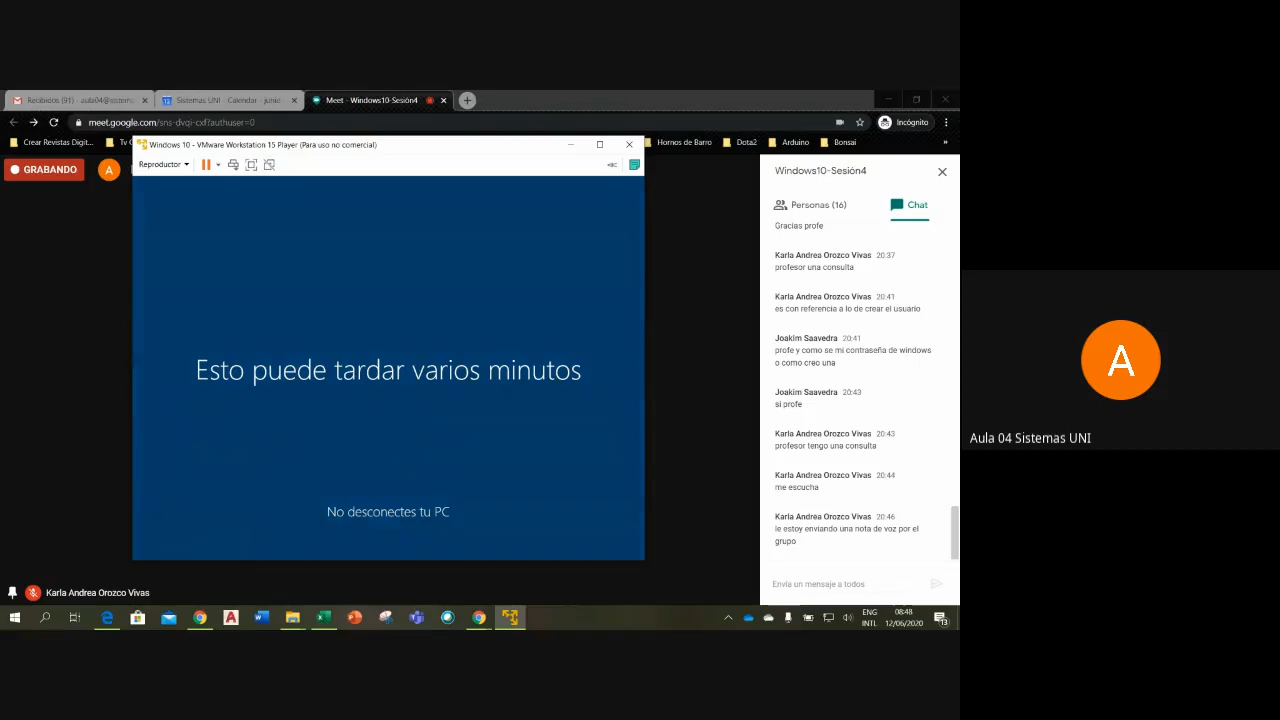 Recibidos (91) - aula04@sistema
Sistemas UNI - Calendar - junio
Meet - Windows10-Sesión4
meet.google.com/sns-dvqi-cxf?authuser=0
Incógnito
Crear Revistas Digit...
Tv C
Hornos de Barro
Dota2
Arduino
Bonsai
»
Windows 10 - VMware Workstation 15 Player (Para uso no comercial)
Reproductor
GRABANDO
A
Esto puede tardar varios minutos
No desconectes tu PC
Karla Andrea Orozco Vivas
Windows10-Sesión4
Personas (16)
Chat
Gracias profe
Karla Andrea Orozco Vivas 20:37
profesor una consulta
Karla Andrea Orozco Vivas 20:41
es con referencia a lo de crear el usuario
Joakim Saavedra 20:41
profe y como se mi contraseña de windows
o como creo una
Joakim Saavedra 20:43
si profe
Karla Andrea Orozco Vivas 20:43
profesor tengo una consulta
Karla Andrea Orozco Vivas 20:44
me escucha
Karla Andrea Orozco Vivas 20:46
le estoy enviando una nota de voz por el
grupo
Envía un mensaje a todos
ENG
INTL
08:48
12/06/2020
13
A
Aula 04 Sistemas UNI